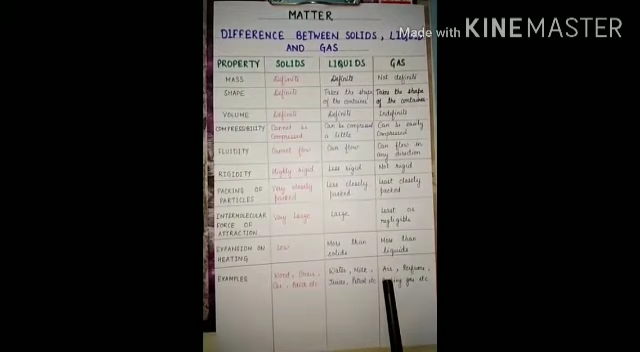 Made with KINEMASTER
MATTER
DIFFERENCE BETWEEN SOLIDS, LIQUID
AND GAS
PROPERTY SOLIDS LIQUIDS GAS
MASS Definite Definite Not definite
SHAPE Definite Takes the shape of the container Takes the shape of the container
VOLUME Definite Definite Indefinite
COMPRESSIBILITY Cannot be compressed Can be compressed a little Can be easily compressed
FLUIDITY Cannot flow Can flow Can flow in any direction
RIGIDITY Highly rigid Less rigid Not rigid
PACKING OF PARTICLES Very closely packed Less closely packed Least closely packed
INTERMOLECULAR FORCE OF ATTRACTION Very Large Large Least or negligible
EXPANSION ON HEATING Low More than solids More than liquids
EXAMPLES Wood, Water, Milk, Juice, Petrol etc Air, Perfume, gas etc